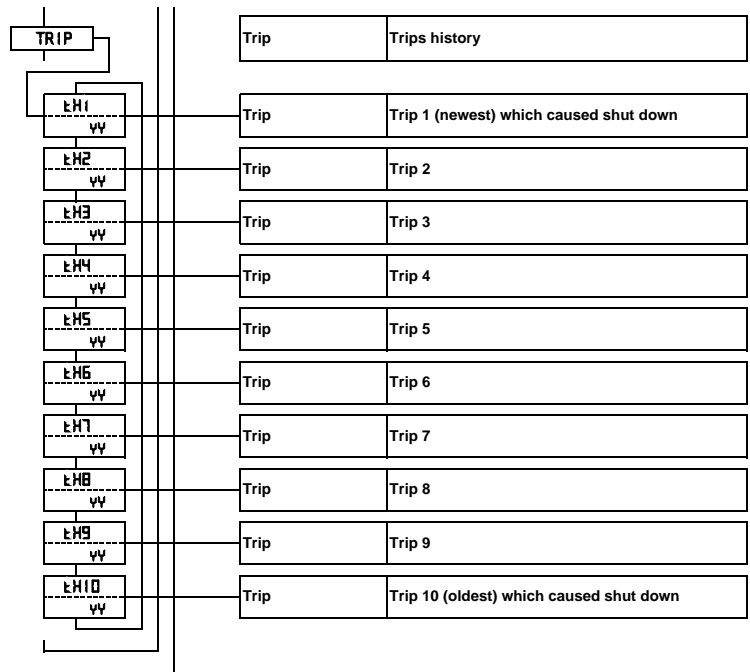 TRIP Trip Trips history
tH1
YY Trip Trip 1 (newest) which caused shut down
tH2
YY Trip Trip 2
tH3
YY Trip Trip 3
tH4
YY Trip Trip 4
tH5
YY Trip Trip 5
tH6
YY Trip Trip 6
tH7
YY Trip Trip 7
tH8
YY Trip Trip 8
tH9
YY Trip Trip 9
tH10
YY Trip Trip 10 (oldest) which caused shut down